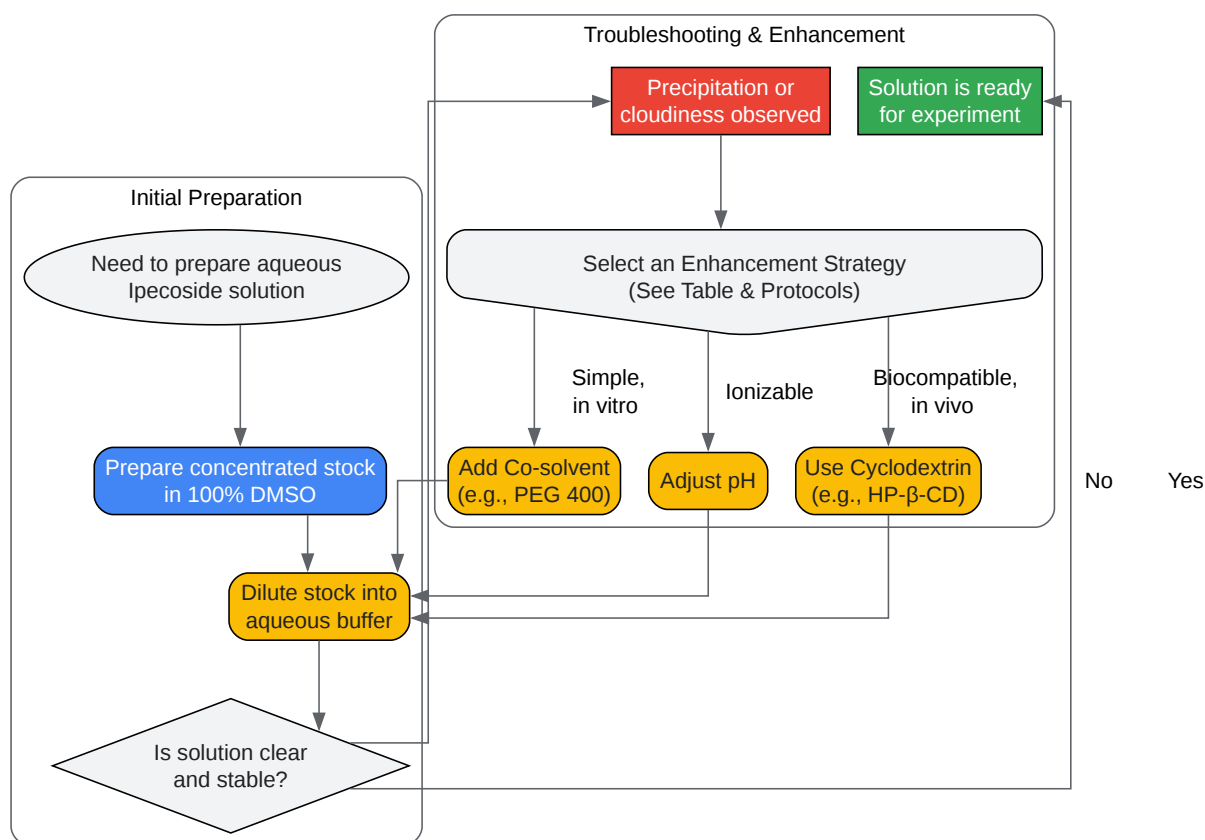 Troubleshooting & Enhancement
Precipitation or
cloudiness observed
Solution is ready
for experiment
Initial Preparation
Need to prepare aqueous
Ipecoside solution
Select an Enhancement Strategy
(See Table & Protocols)
Simple,
in vitro
Ionizable
Biocompatible,
in vivo
Prepare concentrated stock
in 100% DMSO
Add Co-solvent
(e.g., PEG 400)
Adjust pH
Use Cyclodextrin
(e.g., HP-β-CD)
No
Yes
Dilute stock into
aqueous buffer
Is solution clear
and stable?